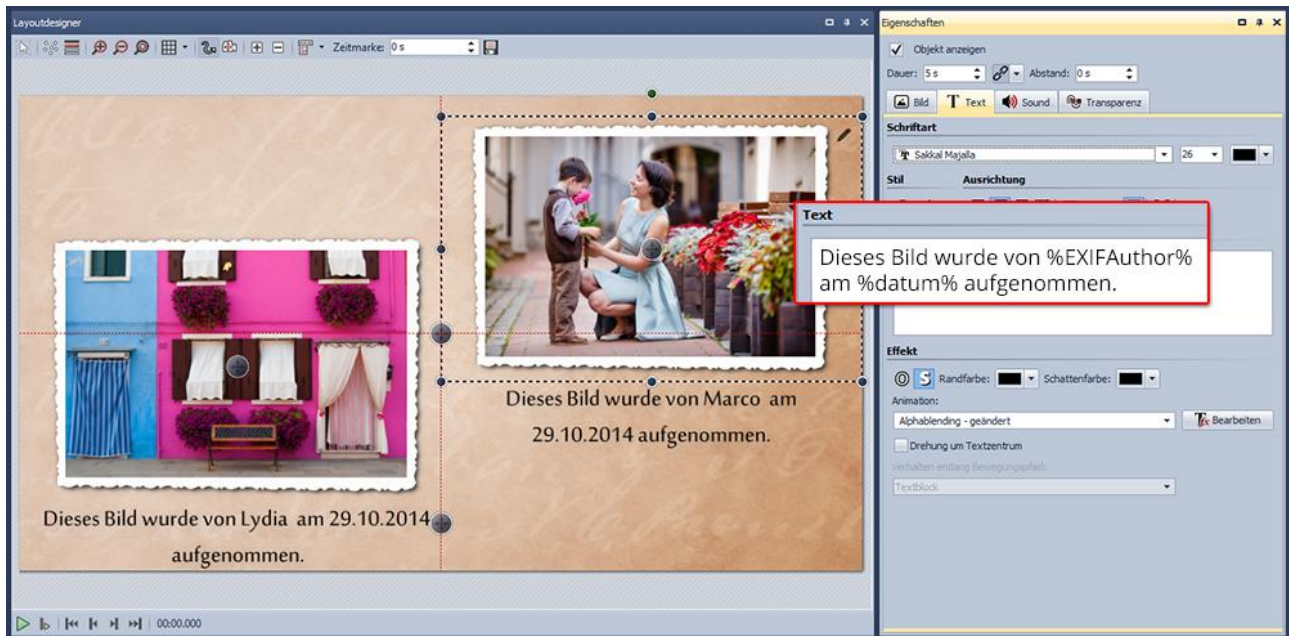 Layoutdesigner
Zeitmarke: 0 s
Dieses Bild wurde von Marco am
29.10.2014 aufgenommen.
Dieses Bild wurde von Lydia am 29.10.2014
aufgenommen.
00:00.000
Eigenschaften
Objekt anzeigen
Dauer: 5 s Abstand: 0 s
Bild Text Sound Transparenz
Schriftart
Sakkal Majalla 26
Stil Ausrichtung
Text
Dieses Bild wurde von %EXIFAuthor%
am %datum% aufgenommen.
Effekt
Randfarbe: Schattenfarbe:
Animation:
Alphablending - geändert Bearbeiten
Drehung um Textzentrum
Verhalten entlang Bewegungspfad:
Textblock